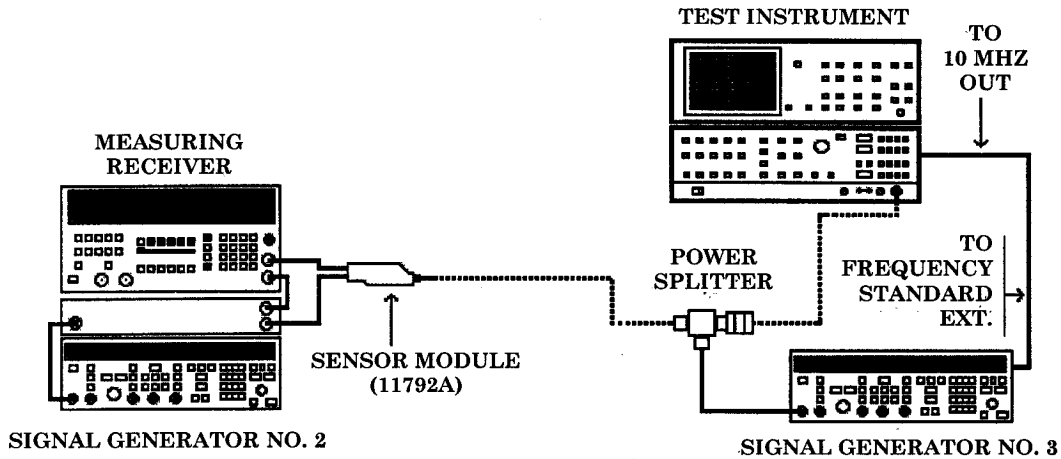 TEST INSTRUMENT
TO
10 MHZ
OUT
MEASURING
RECEIVER
POWER
SPLITTER
TO
FREQUENCY
STANDARD
EXT.
SENSOR MODULE
(11792A)
SIGNAL GENERATOR NO. 2
SIGNAL GENERATOR NO. 3